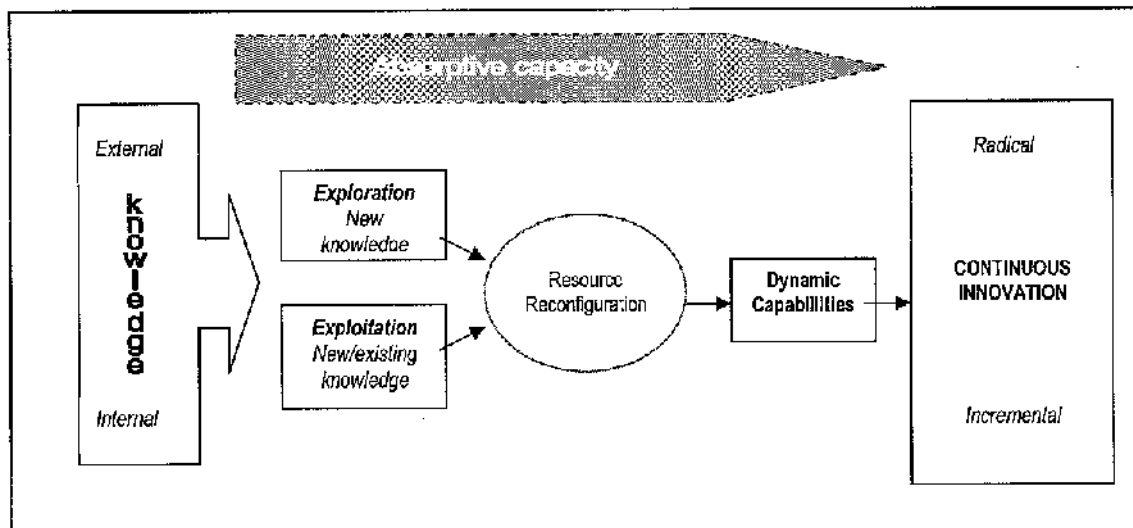 Absorptive capacity
External
knowledge
Internal
Exploration
New
knowledge
Exploitation
New/existing
knowledge
Resource
Reconfiguration
Dynamic
Capabilities
Radical
CONTINUOUS
INNOVATION
Incremental